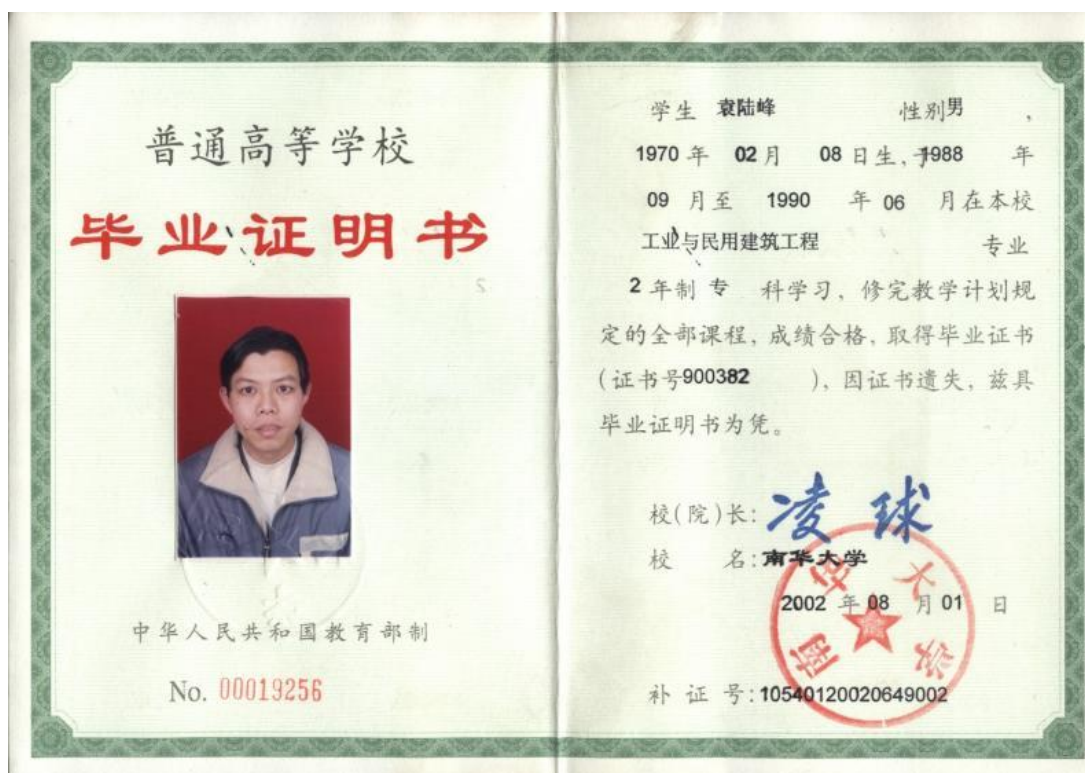 普通高等学校
毕业证明书
中华人民共和国教育部制
No. 00019256
学生 袁陆峰 性别男 ,
1970 年 02 月 08 日生,于1988 年
09 月至 1990 年 06 月在本校
工业与民用建筑工程 专业
2 年制 专 科学习，修完教学计划规
定的全部课程，成绩合格，取得毕业证书
(证书号900382 )，因证书遗失，兹具
毕业证明书为凭。
校(院)长: 凌球
校 名: 南华大学
2002 年 08 月 01 日
南华大学
补 证 号:10540120020649002